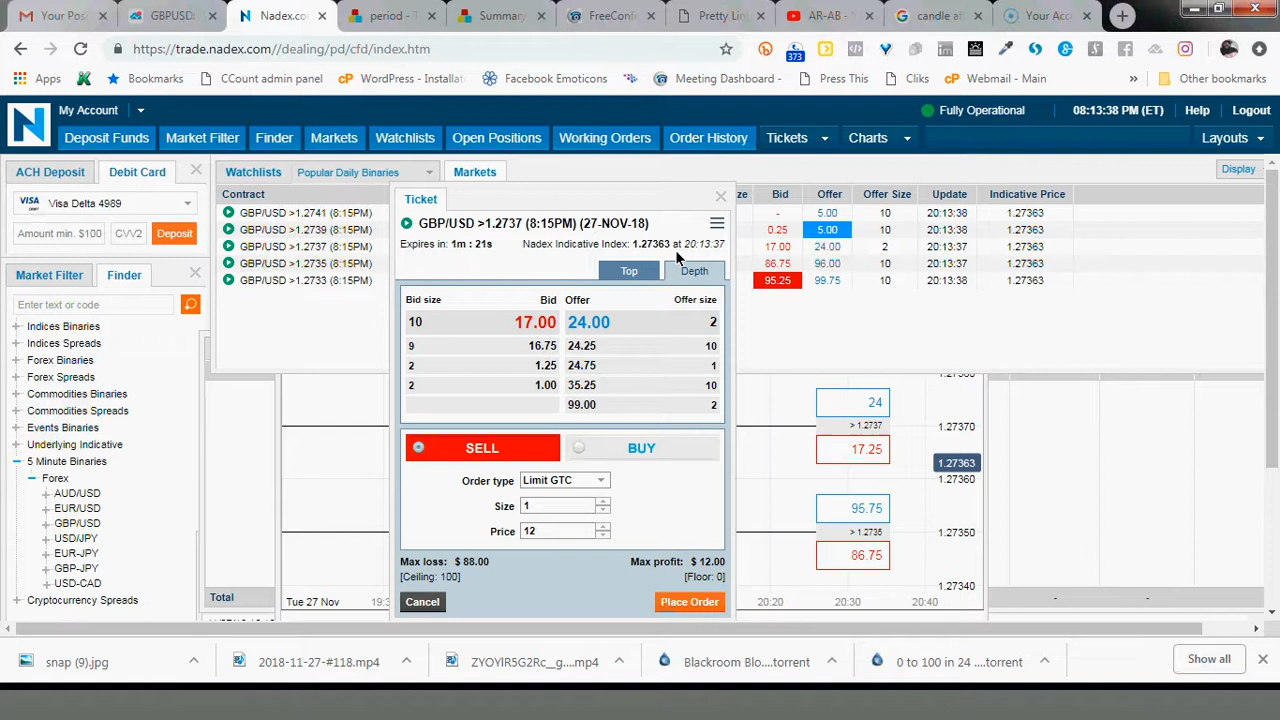 Your Posi
GBPUSD
Nadex.co
period - T
Summary
FreeConf
Pretty Lin
AR-AB -
candle at
Your Acc
https://trade.nadex.com//dealing/pd/cfd/index.htm
373
Apps
Bookmarks
CCount admin panel
cP WordPress - Installat
Facebook Emoticons
Meeting Dashboard -
Press This
Cliks
cP Webmail - Main
»
Other bookmarks
N
My Account
Fully Operational
08:13:38 PM (ET)
Help
Logout
Deposit Funds
Market Filter
Finder
Markets
Watchlists
Open Positions
Working Orders
Order History
Tickets
Charts
Layouts
ACH Deposit
Debit Card
Watchlists
Popular Daily Binaries
Markets
Display
VISA DELTA Visa Delta 4989
Amount min. $100
CVV2
Deposit
Contract
ze
Bid
Offer
Offer Size
Update
Indicative Price
GBP/USD >1.2741 (8:15PM) - 5.00 10 20:13:38 1.27363
GBP/USD >1.2739 (8:15PM) 0.25 5.00 10 20:13:38 1.27363
GBP/USD >1.2737 (8:15PM) 17.00 24.00 2 20:13:37 1.27363
GBP/USD >1.2735 (8:15PM) 86.75 96.00 10 20:13:38 1.27363
GBP/USD >1.2733 (8:15PM) 95.25 99.75 10 20:13:38 1.27363
Market Filter
Finder
Enter text or code
Indices Binaries
Indices Spreads
Forex Binaries
Forex Spreads
Commodities Binaries
Commodities Spreads
Events Binaries
Underlying Indicative
5 Minute Binaries
Forex
AUD/USD
EUR/USD
GBP/USD
USD/JPY
EUR-JPY
GBP-JPY
USD-CAD
Cryptocurrency Spreads
Ticket
GBP/USD >1.2737 (8:15PM) (27-NOV-18)
Expires in: 1m : 21s
Nadex Indicative Index: 1.27363 at 20:13:37
Top
Depth
Bid size Bid Offer Offer size
10 17.00 24.00 2
9 16.75 24.25 10
2 1.25 24.75 1
2 1.00 35.25 10
99.00 2
SELL
BUY
Order type Limit GTC
Size 1
Price 12
Max loss: $ 88.00
[Ceiling: 100]
Max profit: $ 12.00
[Floor: 0]
Cancel
Place Order
24
> 1.2737
17.25
95.75
> 1.2735
86.75
1.27370
1.27363
1.27360
1.27350
1.27340
Total
Tue 27 Nov
20:20
20:30
20:40
snap (9).jpg
2018-11-27-#118.mp4
ZYOYlR5G2Rc__g....mp4
Blackroom Blo....torrent
0 to 100 in 24 ....torrent
Show all